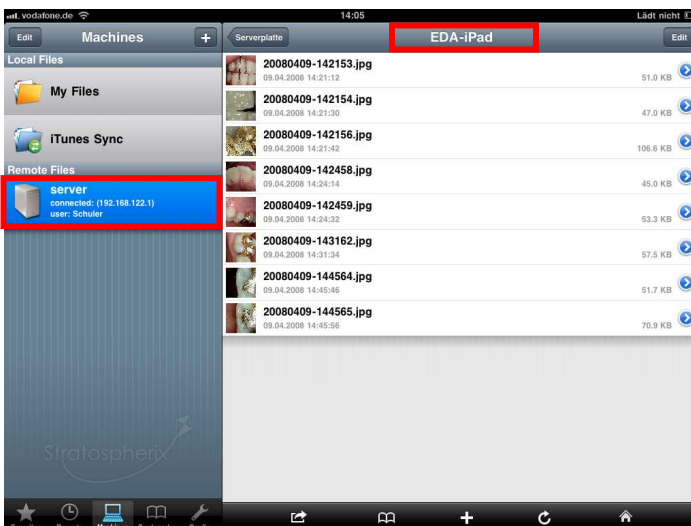 vodafone.de
14:05
Lädt nicht
Edit
Machines
+
Serverplatte
EDA-iPad
Edit
Local Files
My Files
iTunes Sync
Remote Files
server
connected: (192.168.122.1)
user: Schuler
20080409-142153.jpg
09.04.2008 14:21:12
51.0 KB
20080409-142154.jpg
09.04.2008 14:21:30
47.0 KB
20080409-142156.jpg
09.04.2008 14:21:42
106.6 KB
20080409-142458.jpg
09.04.2008 14:24:14
45.0 KB
20080409-142459.jpg
09.04.2008 14:24:32
53.3 KB
20080409-143162.jpg
09.04.2008 14:31:34
57.5 KB
20080409-144564.jpg
09.04.2008 14:45:46
51.7 KB
20080409-144565.jpg
09.04.2008 14:45:56
70.9 KB
Stratospherix